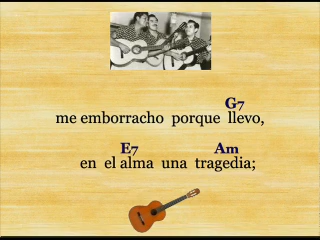 G7
me emborracho porque llevo,
E7 Am
en el alma una tragedia;